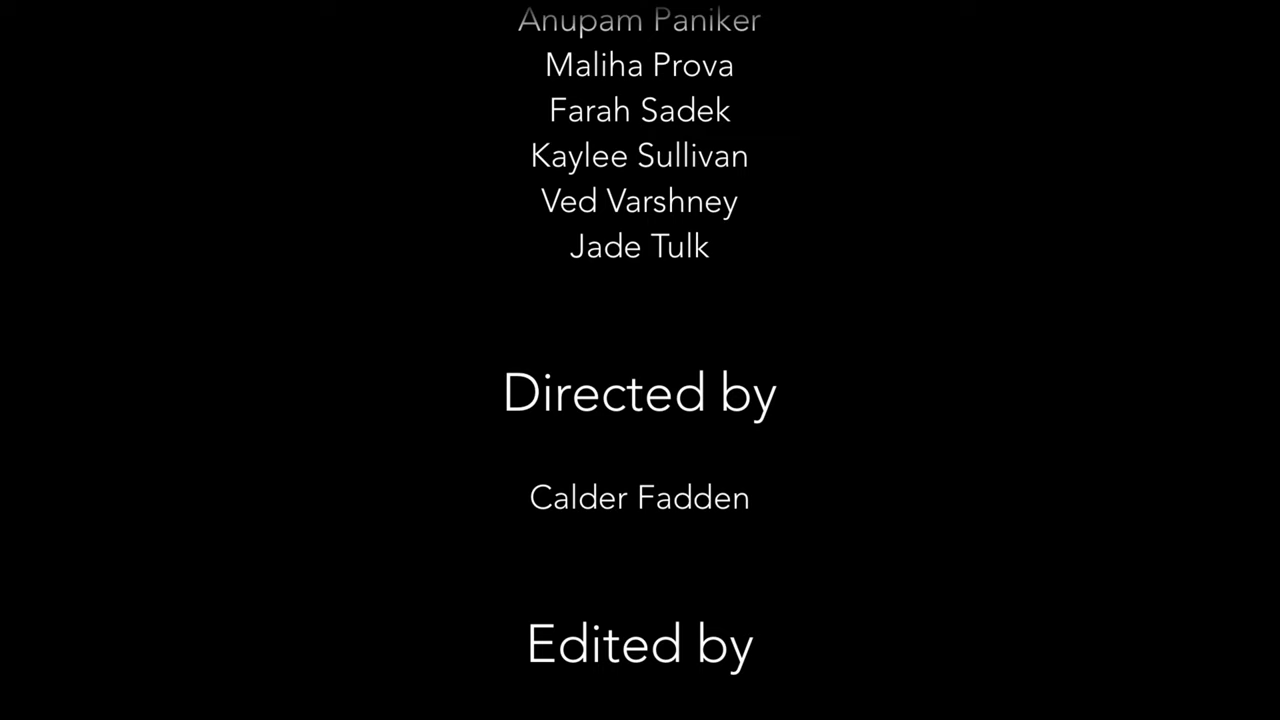 Anupam Paniker
Maliha Prova
Farah Sadek
Kaylee Sullivan
Ved Varshney
Jade Tulk
Directed by
Calder Fadden
Edited by